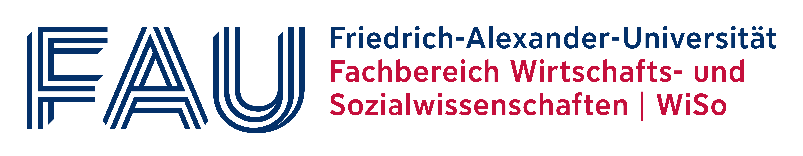 FAU
Friedrich-Alexander-Universität
Fachbereich Wirtschafts- und
Sozialwissenschaften | WiSo